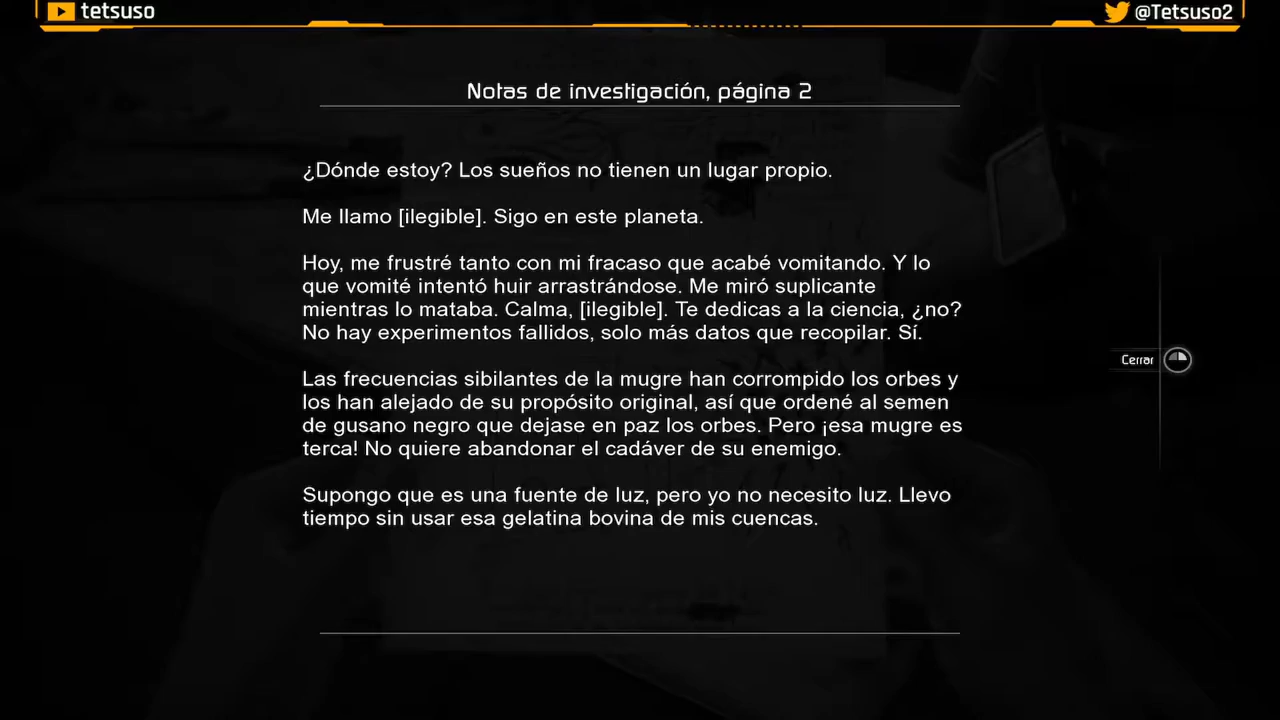 tetsuso
@Tetsuso2
Notas de investigación, página 2
¿Dónde estoy? Los sueños no tienen un lugar propio.
Me llamo [ilegible]. Sigo en este planeta.
Hoy, me frustré tanto con mi fracaso que acabé vomitando. Y lo
que vomité intentó huir arrastrándose. Me miró suplicante
mientras lo mataba. Calma, [ilegible]. Te dedicas a la ciencia, ¿no?
No hay experimentos fallidos, solo más datos que recopilar. Sí.
Las frecuencias sibilantes de la mugre han corrompido los orbes y
los han alejado de su propósito original, así que ordené al semen
de gusano negro que dejase en paz los orbes. Pero ¡esa mugre es
terca! No quiere abandonar el cadáver de su enemigo.
Supongo que es una fuente de luz, pero yo no necesito luz. Llevo
tiempo sin usar esa gelatina bovina de mis cuencas.
Cerrar